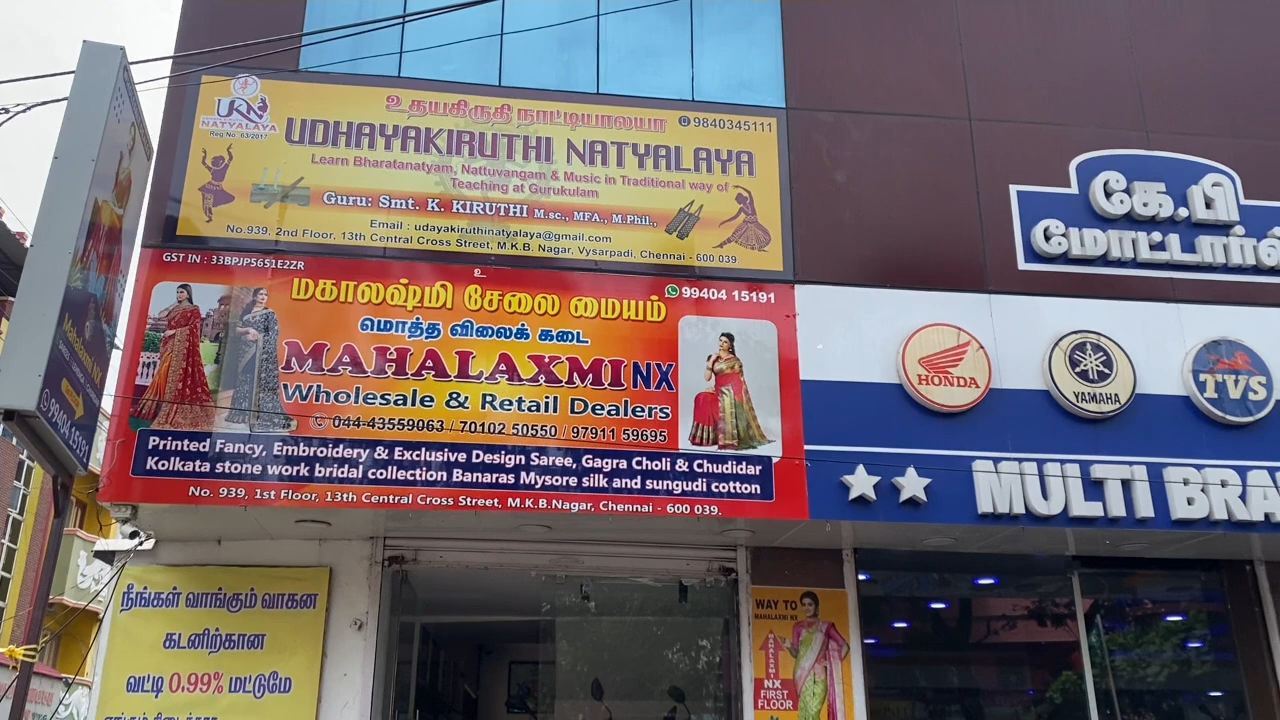 URN
NATYALAYA
Reg No. 63/2017
உதயகிருதி நாட்டியாலயா
9840345111
UDHAYAKIRUTHI NATYALAYA
Learn Bharatanatyam, Nattuvangam & Music in Traditional way of
Teaching at Gurukulam
Guru: Smt. K. KIRUTHI M.sc., MFA., M.Phil.,
Email : udayakiruthinatyalaya@gmail.com
No.939, 2nd Floor, 13th Central Cross Street, M.K.B. Nagar, Vysarpadi, Chennai - 600 039.
GST IN : 33BPJP5651E2ZR
உ
மகாலஷ்மி சேலை மையம்
99404 15191
மொத்த விலைக் கடை
MAHALAXMI NX
Wholesale & Retail Dealers
044-43559063 / 70102 50550 / 97911 59695
Printed Fancy, Embroidery & Exclusive Design Saree, Gagra Choli & Chudidar
Kolkata stone work bridal collection Banaras Mysore silk and sungudi cotton
No. 939, 1st Floor, 13th Central Cross Street, M.K.B.Nagar, Chennai - 600 039.
Mahalaxmi NX
99404 15191
கே.பி
மோட்டார்ஸ்
HONDA
YAMAHA
TVS
MULTI BRA
நீங்கள் வாங்கும் வாகன
கடனிற்கான
வட்டி 0.99% மட்டுமே
WAY TO
MAHALAXMI NX
MAHALAXMI
NX
FIRST
FLOOR